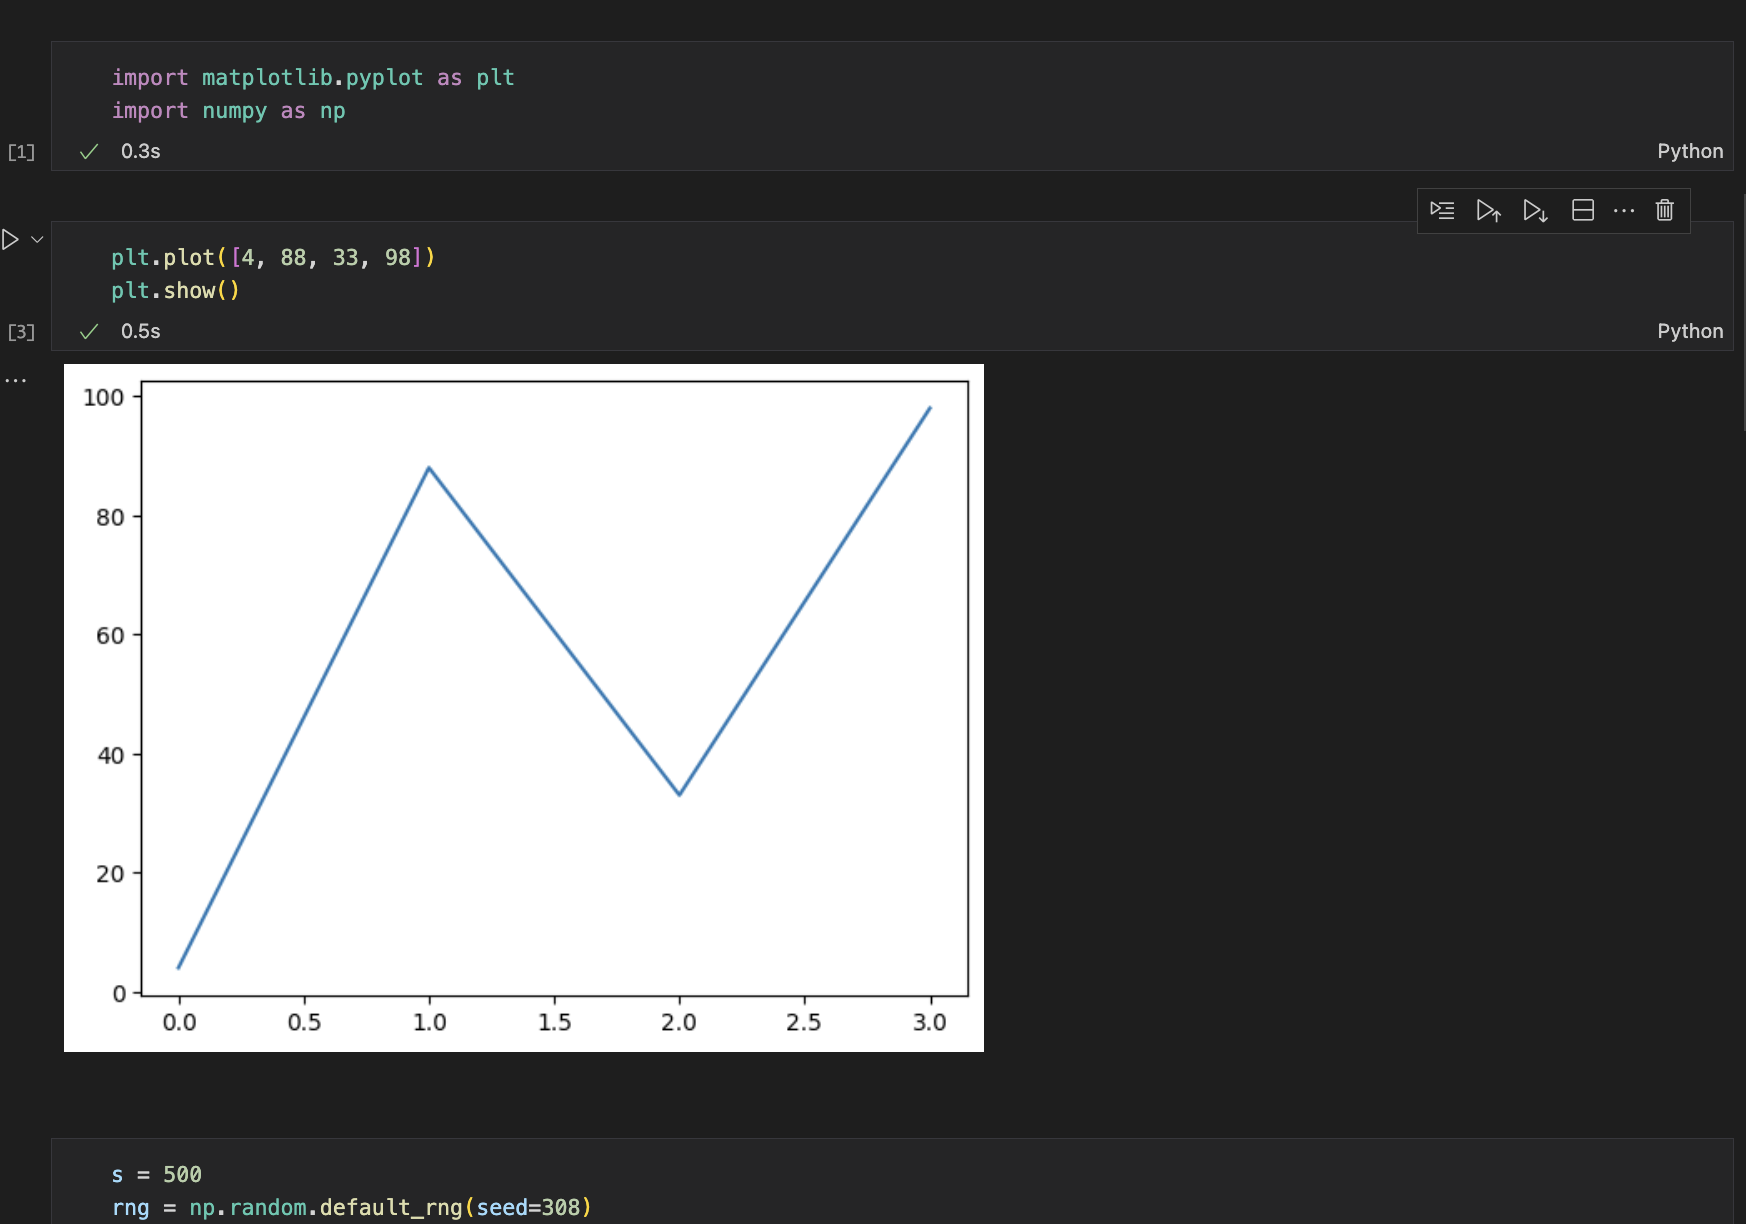 import matplotlib.pyplot as plt
import numpy as np
[1] 0.3s Python
plt.plot([4, 88, 33, 98])
plt.show()
[3] 0.5s Python
...
100
80
60
40
20
0
0.0 0.5 1.0 1.5 2.0 2.5 3.0
s = 500
rng = np.random.default_rng(seed=308)